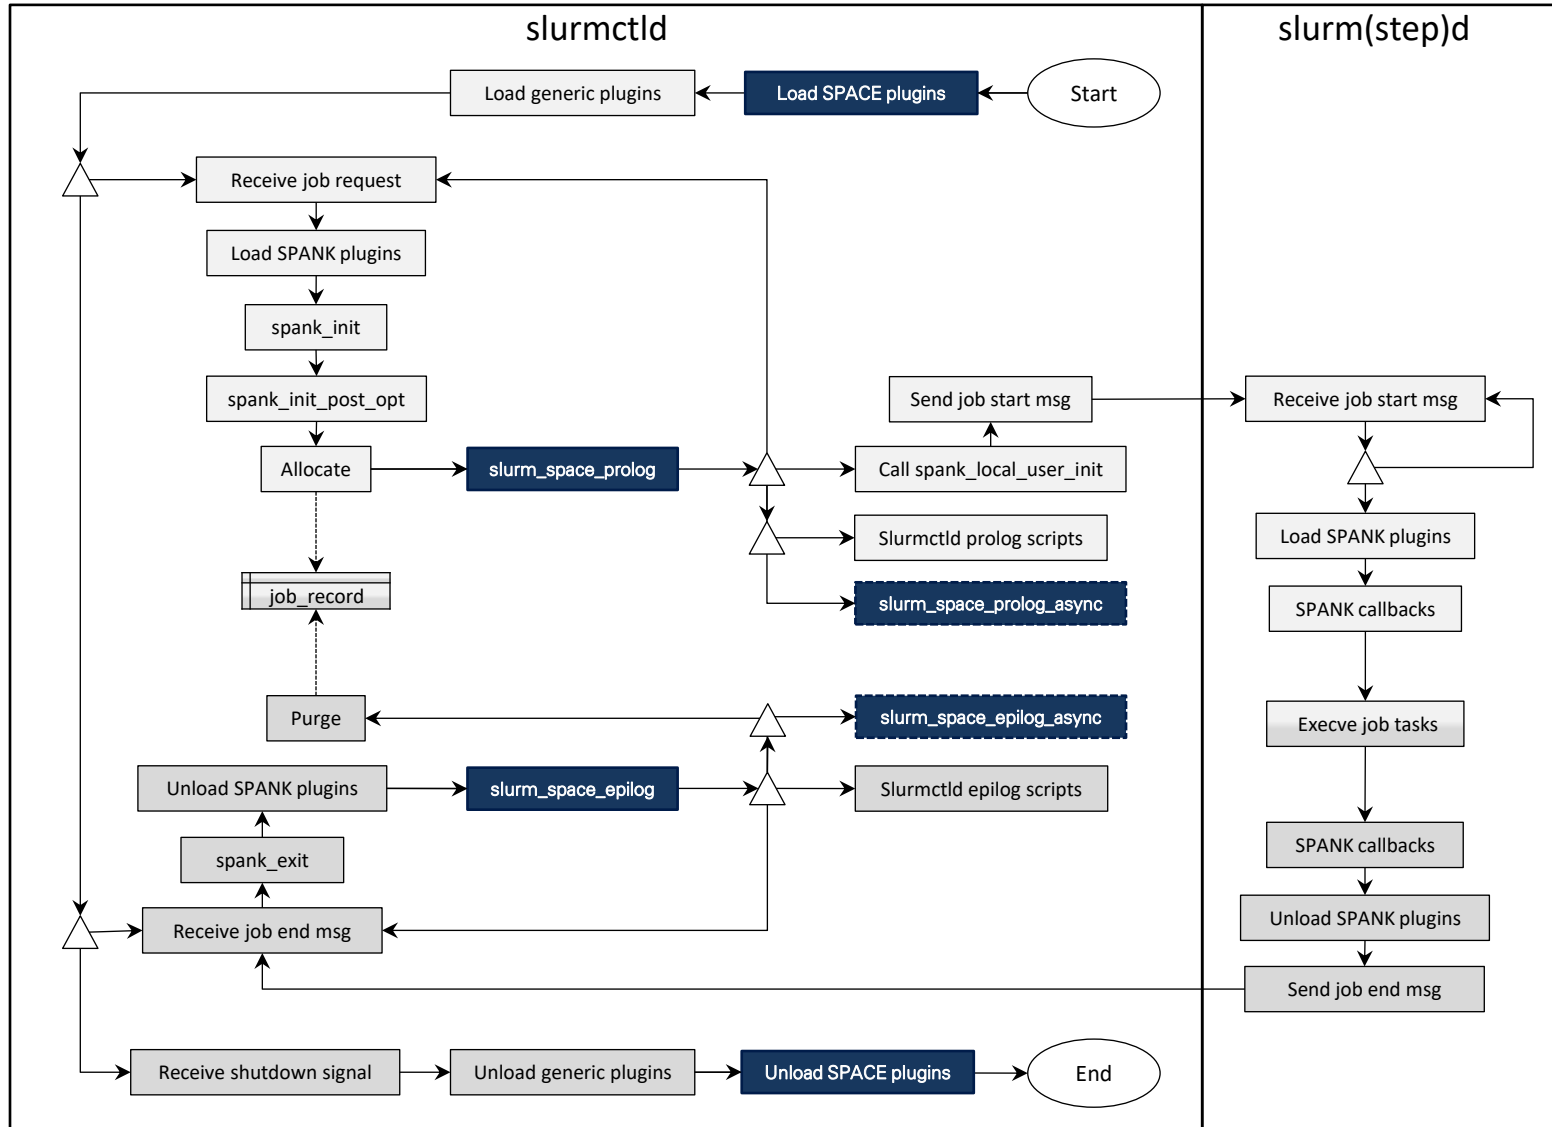 slurmctld
slurm(step)d
Load generic plugins
Load SPACE plugins
Start
Receive job request
Load SPANK plugins
spank_init
spank_init_post_opt
Send job start msg
Receive job start msg
Allocate
slurm_space_prolog
Call spank_local_user_init
Slurmctld prolog scripts
Load SPANK plugins
job_record
slurm_space_prolog_async
SPANK callbacks
Purge
slurm_space_epilog_async
Execve job tasks
Unload SPANK plugins
slurm_space_epilog
Slurmctld epilog scripts
spank_exit
SPANK callbacks
Receive job end msg
Unload SPANK plugins
Send job end msg
Receive shutdown signal
Unload generic plugins
Unload SPACE plugins
End